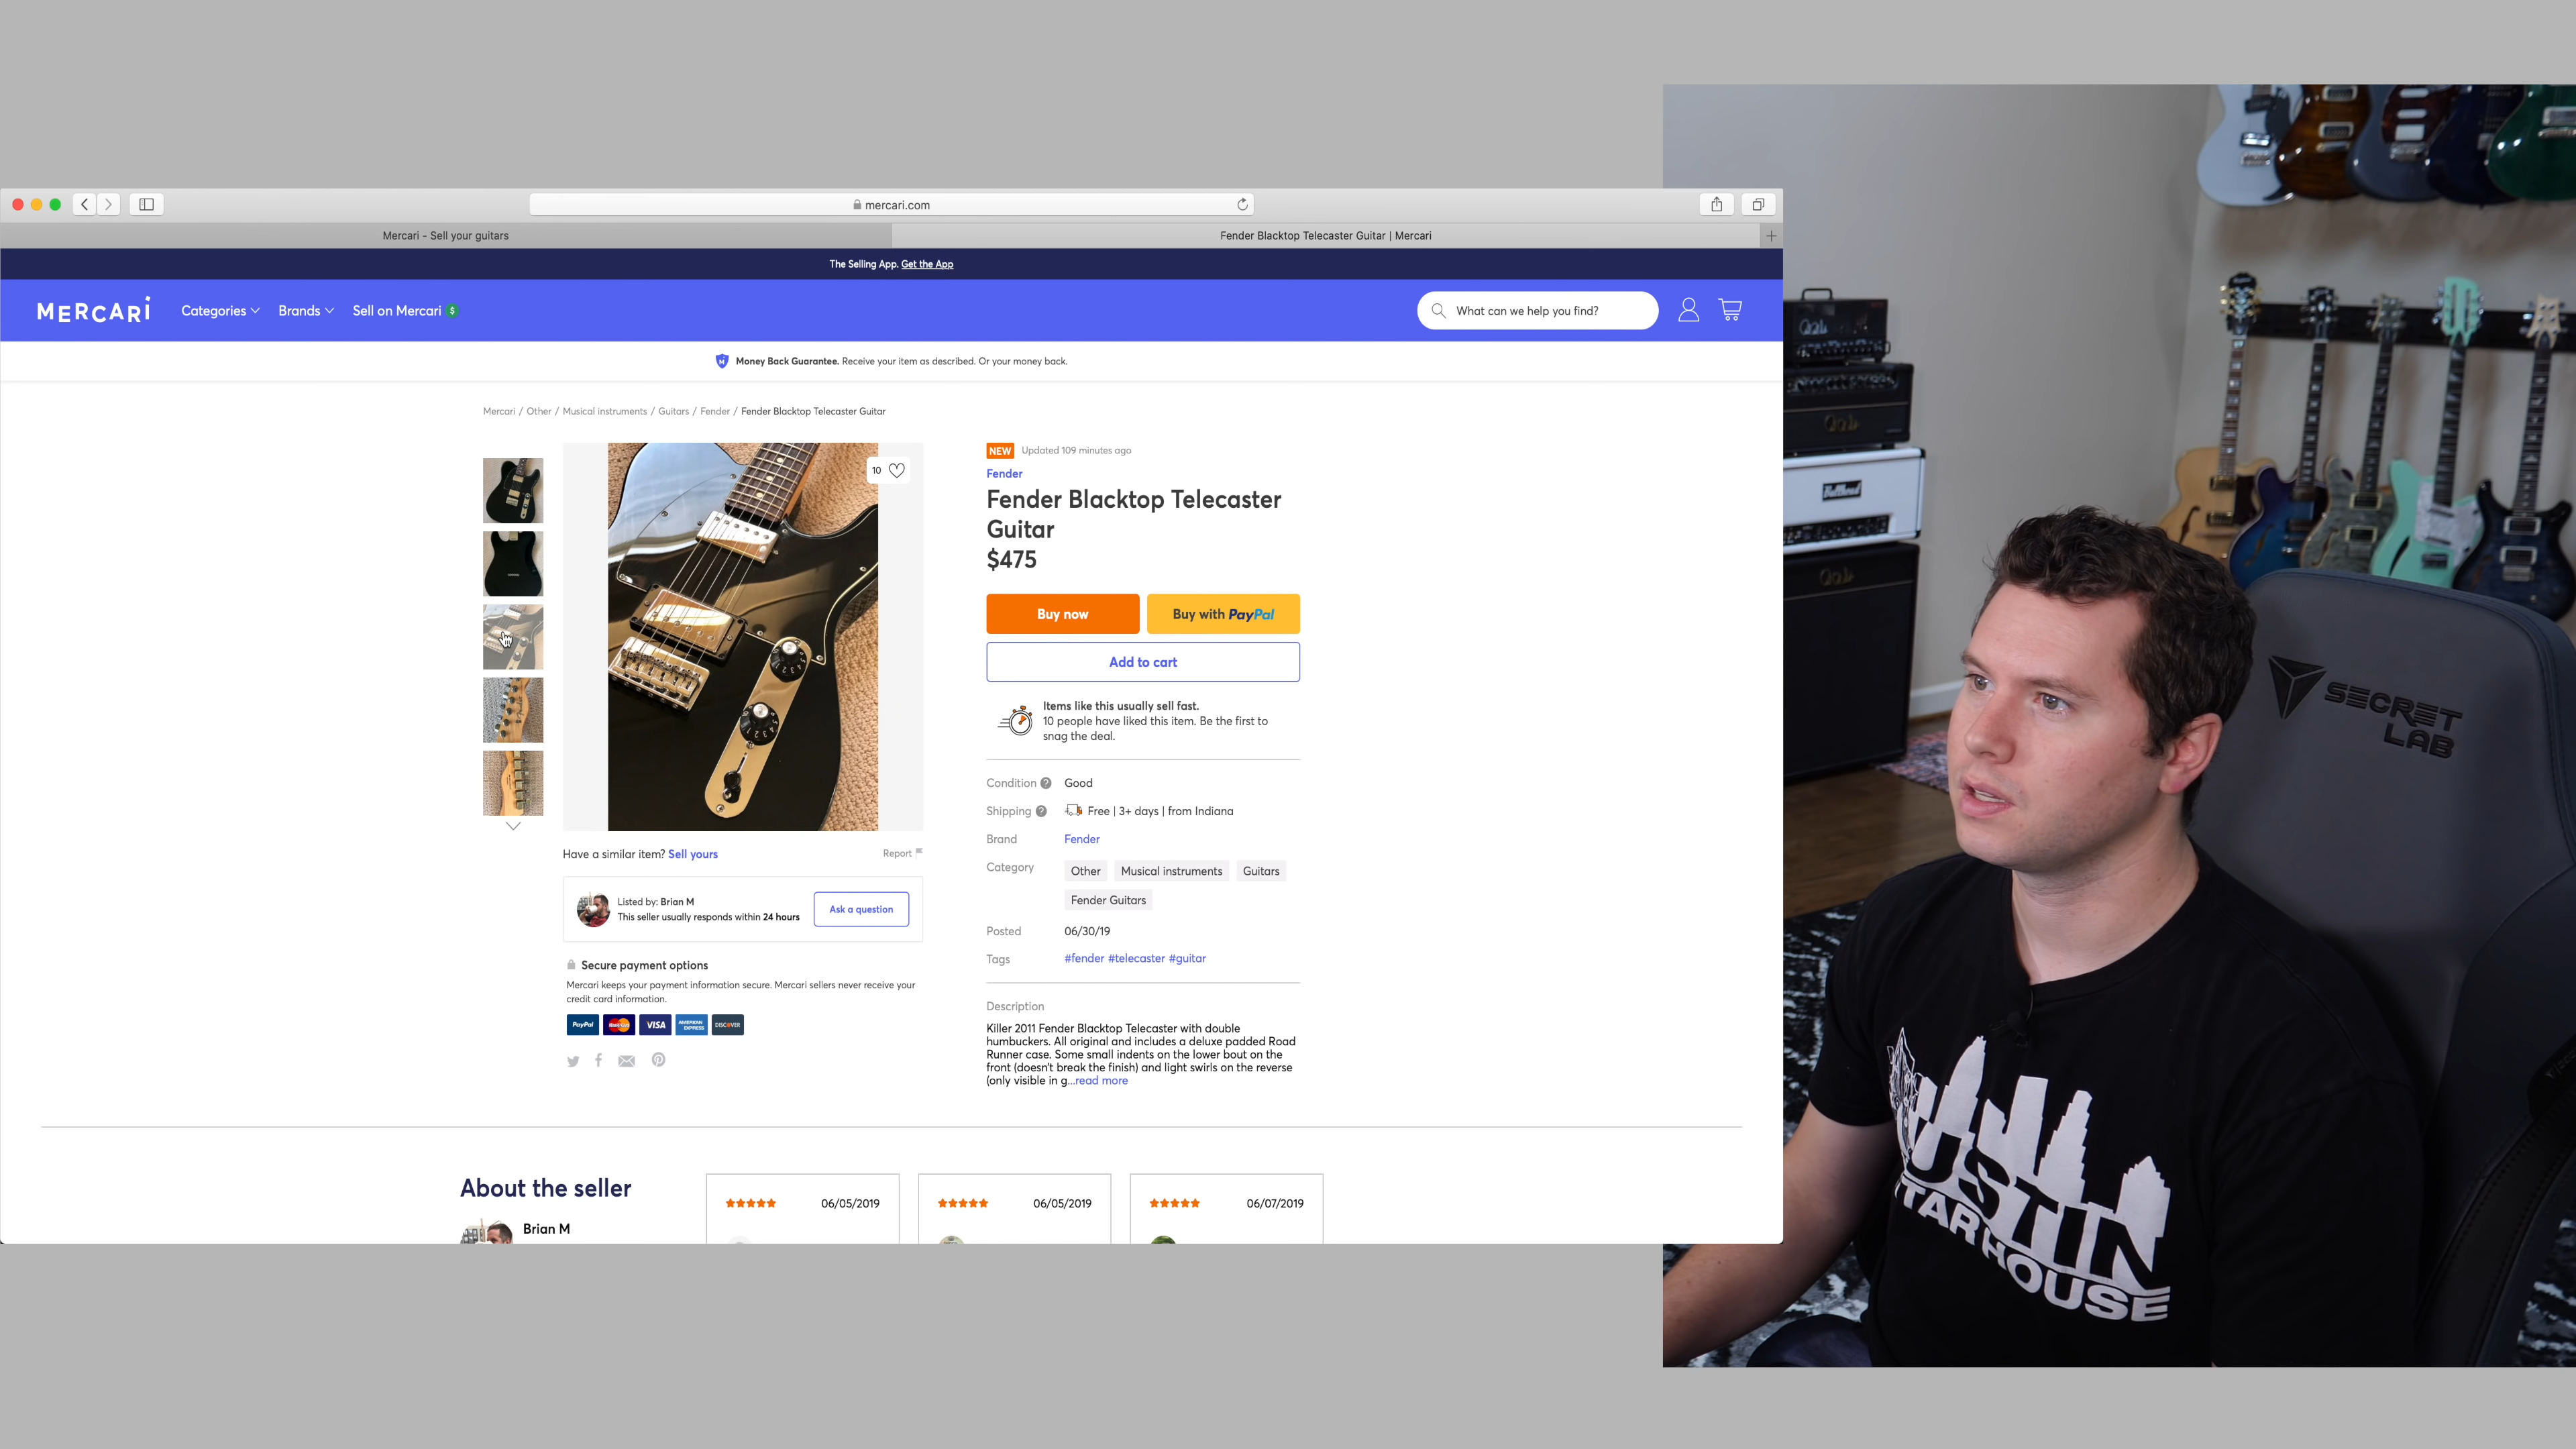 mercari.com
Mercari - Sell your guitars
Fender Blacktop Telecaster Guitar | Mercari
The Selling App. Get the App
MERCARI
Categories
Brands
Sell on Mercari
$
What can we help you find?
Money Back Guarantee. Receive your item as described. Or your money back.
Mercari / Other / Musical instruments / Guitars / Fender / Fender Blacktop Telecaster Guitar
10
NEW Updated 109 minutes ago
Fender
Fender Blacktop Telecaster
Guitar
$475
Buy now
Buy with PayPal
Add to cart
Items like this usually sell fast.
10 people have liked this item. Be the first to
snag the deal.
Condition ? Good
Shipping ? Free | 3+ days | from Indiana
Brand Fender
Category Other Musical instruments Guitars
Fender Guitars
Posted 06/30/19
Tags #fender #telecaster #guitar
Description
Killer 2011 Fender Blacktop Telecaster with double
humbuckers. All original and includes a deluxe padded Road
Runner case. Some small indents on the lower bout on the
front (doesn't break the finish) and light swirls on the reverse
(only visible in g...read more
Have a similar item? Sell yours
Report
Listed by: Brian M
This seller usually responds within 24 hours
Ask a question
Secure payment options
Mercari keeps your payment information secure. Mercari sellers never receive your
credit card information.
PayPal MasterCard VISA AMERICAN EXPRESS DISCOVER
About the seller
Brian M
06/05/2019
06/05/2019
06/07/2019
SECRET
LAB